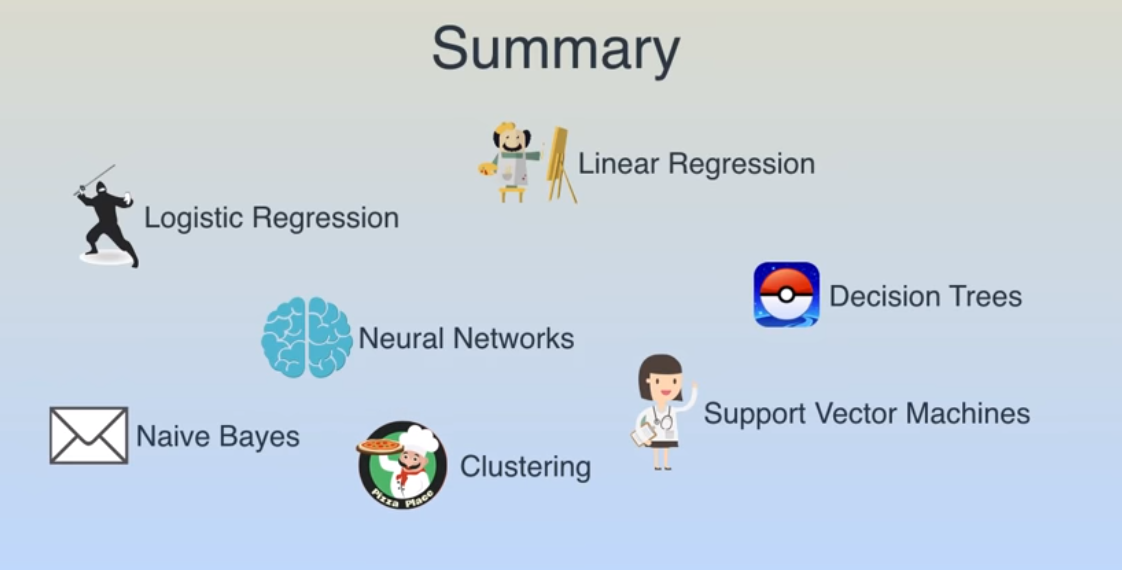 Summary
Linear Regression
Logistic Regression
Decision Trees
Neural Networks
Support Vector Machines
Naive Bayes
Clustering
Pizza Place